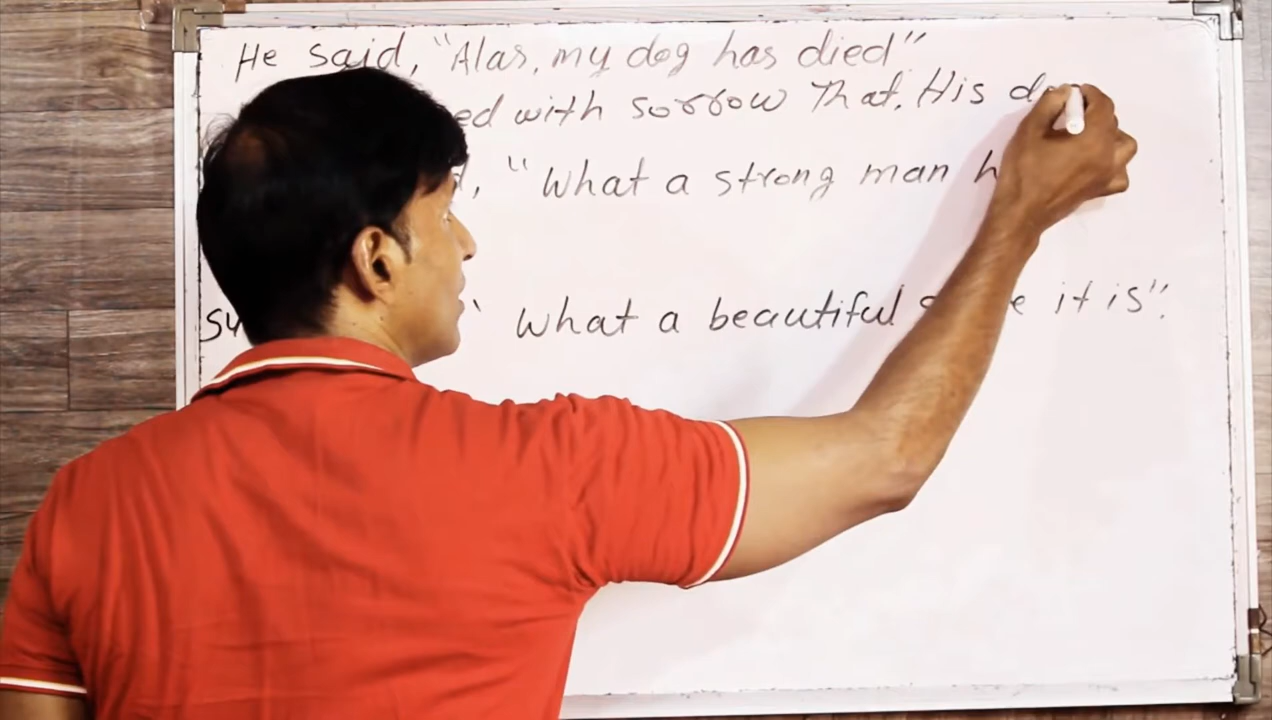 He said, "Alas, my dog has died"
ed with sorrow That. His
, "What a strong man
What a beautiful it is".